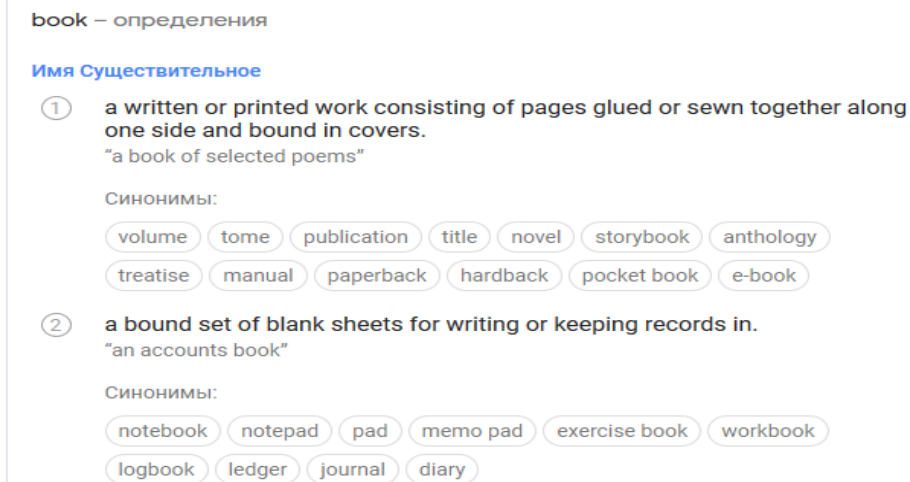 book – определения
Имя Существительное
1 a written or printed work consisting of pages glued or sewn together along
one side and bound in covers.
“a book of selected poems”
Синонимы:
volume tome publication title novel storybook anthology
treatise manual paperback hardback pocket book e-book
2 a bound set of blank sheets for writing or keeping records in.
“an accounts book”
Синонимы:
notebook notepad pad memo pad exercise book workbook
logbook ledger journal diary